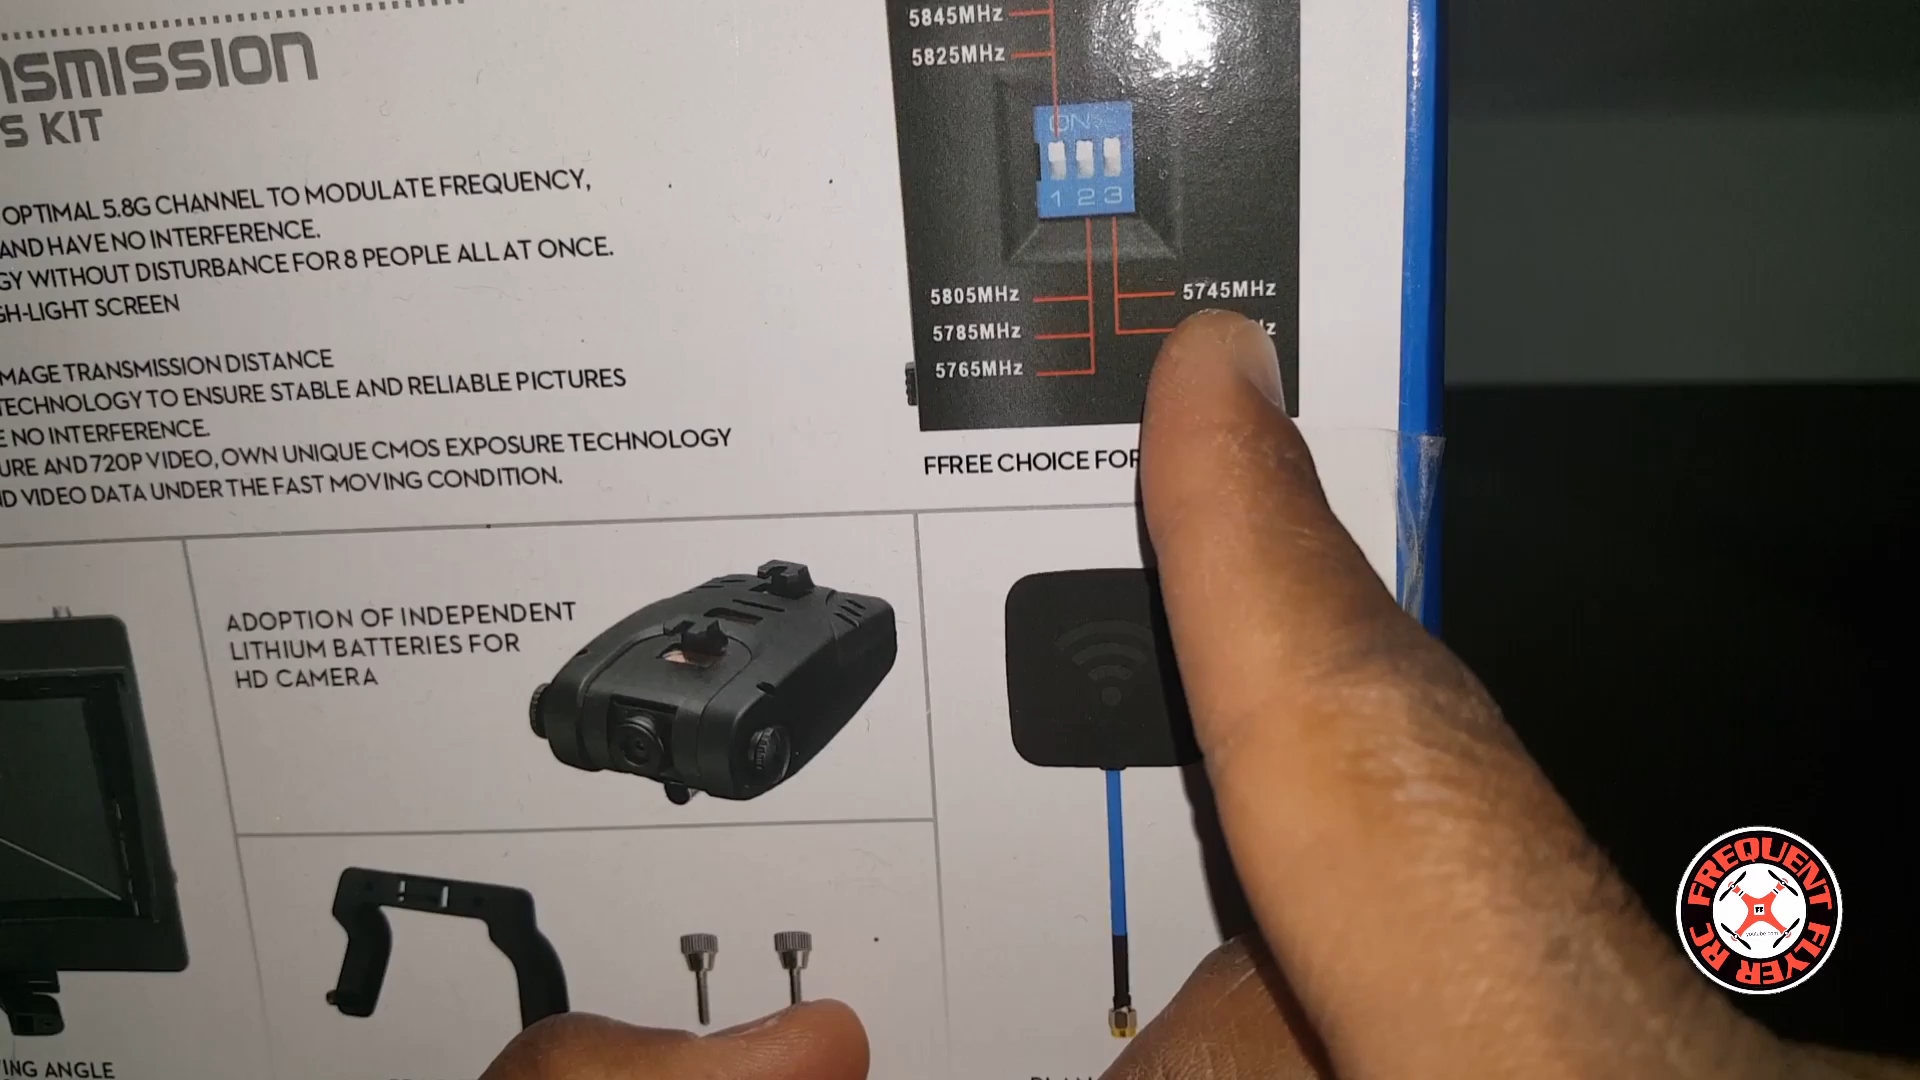 NSMISSION
S KIT
OPTIMAL 5.8G CHANNEL TO MODULATE FREQUENCY,
AND HAVE NO INTERFERENCE.
GY WITHOUT DISTURBANCE FOR 8 PEOPLE ALL AT ONCE.
GH-LIGHT SCREEN
MAGE TRANSMISSION DISTANCE
TECHNOLOGY TO ENSURE STABLE AND RELIABLE PICTURES
E NO INTERFERENCE.
URE AND 720P VIDEO, OWN UNIQUE CMOS EXPOSURE TECHNOLOGY
D VIDEO DATA UNDER THE FAST MOVING CONDITION.
5845MHz
5825MHz
ON
1 2 3
5805MHz
5785MHz
5765MHz
5745MHz
z
FFREE CHOICE FOR
ADOPTION OF INDEPENDENT
LITHIUM BATTERIES FOR
HD CAMERA
ING ANGLE
FREQUENT FLYER RC
FF
youtube.com